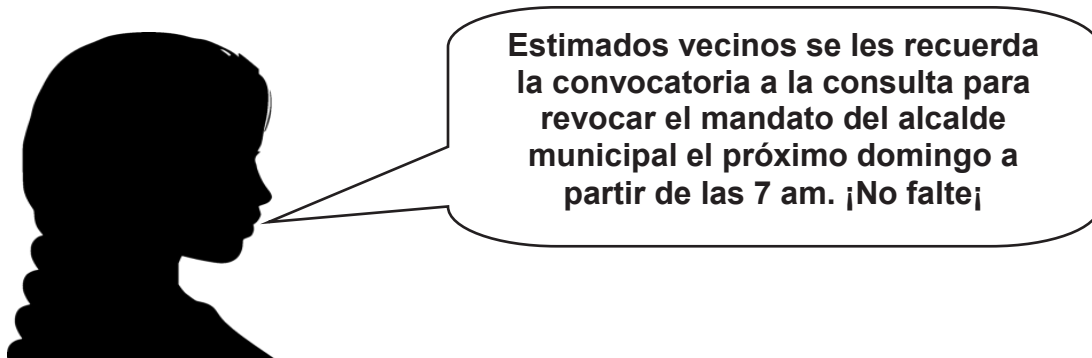 Estimados vecinos se les recuerda
la convocatoria a la consulta para
revocar el mandato del alcalde
municipal el próximo domingo a
partir de las 7 am. ¡No falte¡